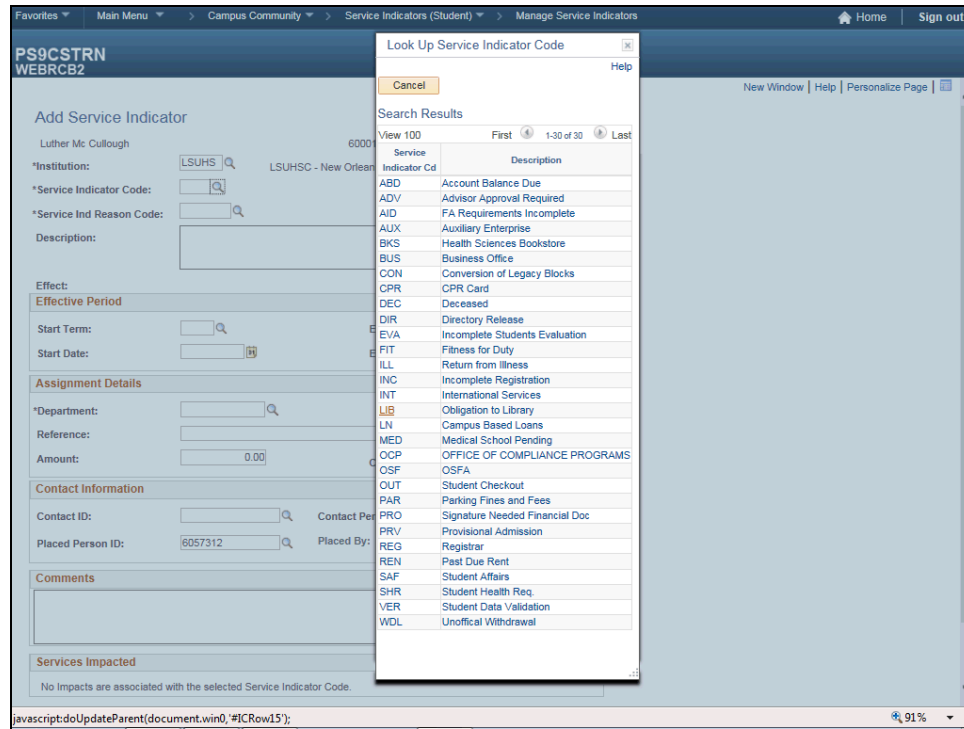 Favorites Main Menu > Campus Community > Service Indicators (Student) > Manage Service Indicators Home Sign out
PS9CSTRN
WEBRCB2
New Window | Help | Personalize Page |
Add Service Indicator
Luther Mc Cullough 60001
*Institution: LSUHS LSUHSC - New Orlean
*Service Indicator Code:
*Service Ind Reason Code:
Description:
Effect:
Effective Period
Start Term: E
Start Date: E
Assignment Details
*Department:
Reference:
Amount: 0.00
Contact Information
Contact ID: Contact Per
Placed Person ID: 6057312 Placed By:
Comments
Services Impacted
No Impacts are associated with the selected Service Indicator Code.
Look Up Service Indicator Code
Help
Cancel
Search Results
View 100 First 1-30 of 30 Last
Service Indicator Cd Description
ABD Account Balance Due
ADV Advisor Approval Required
AID FA Requirements Incomplete
AUX Auxiliary Enterprise
BKS Health Sciences Bookstore
BUS Business Office
CON Conversion of Legacy Blocks
CPR CPR Card
DEC Deceased
DIR Directory Release
EVA Incomplete Students Evaluation
FIT Fitness for Duty
ILL Return from Illness
INC Incomplete Registration
INT International Services
LIB Obligation to Library
LN Campus Based Loans
MED Medical School Pending
OCP OFFICE OF COMPLIANCE PROGRAMS
OSF OSFA
OUT Student Checkout
PAR Parking Fines and Fees
PRO Signature Needed Financial Doc
PRV Provisional Admission
REG Registrar
REN Past Due Rent
SAF Student Affairs
SHR Student Health Req.
VER Student Data Validation
WDL Unoffical Withdrawal
javascript:doUpdateParent(document.win0,'#ICRow15'); 91%